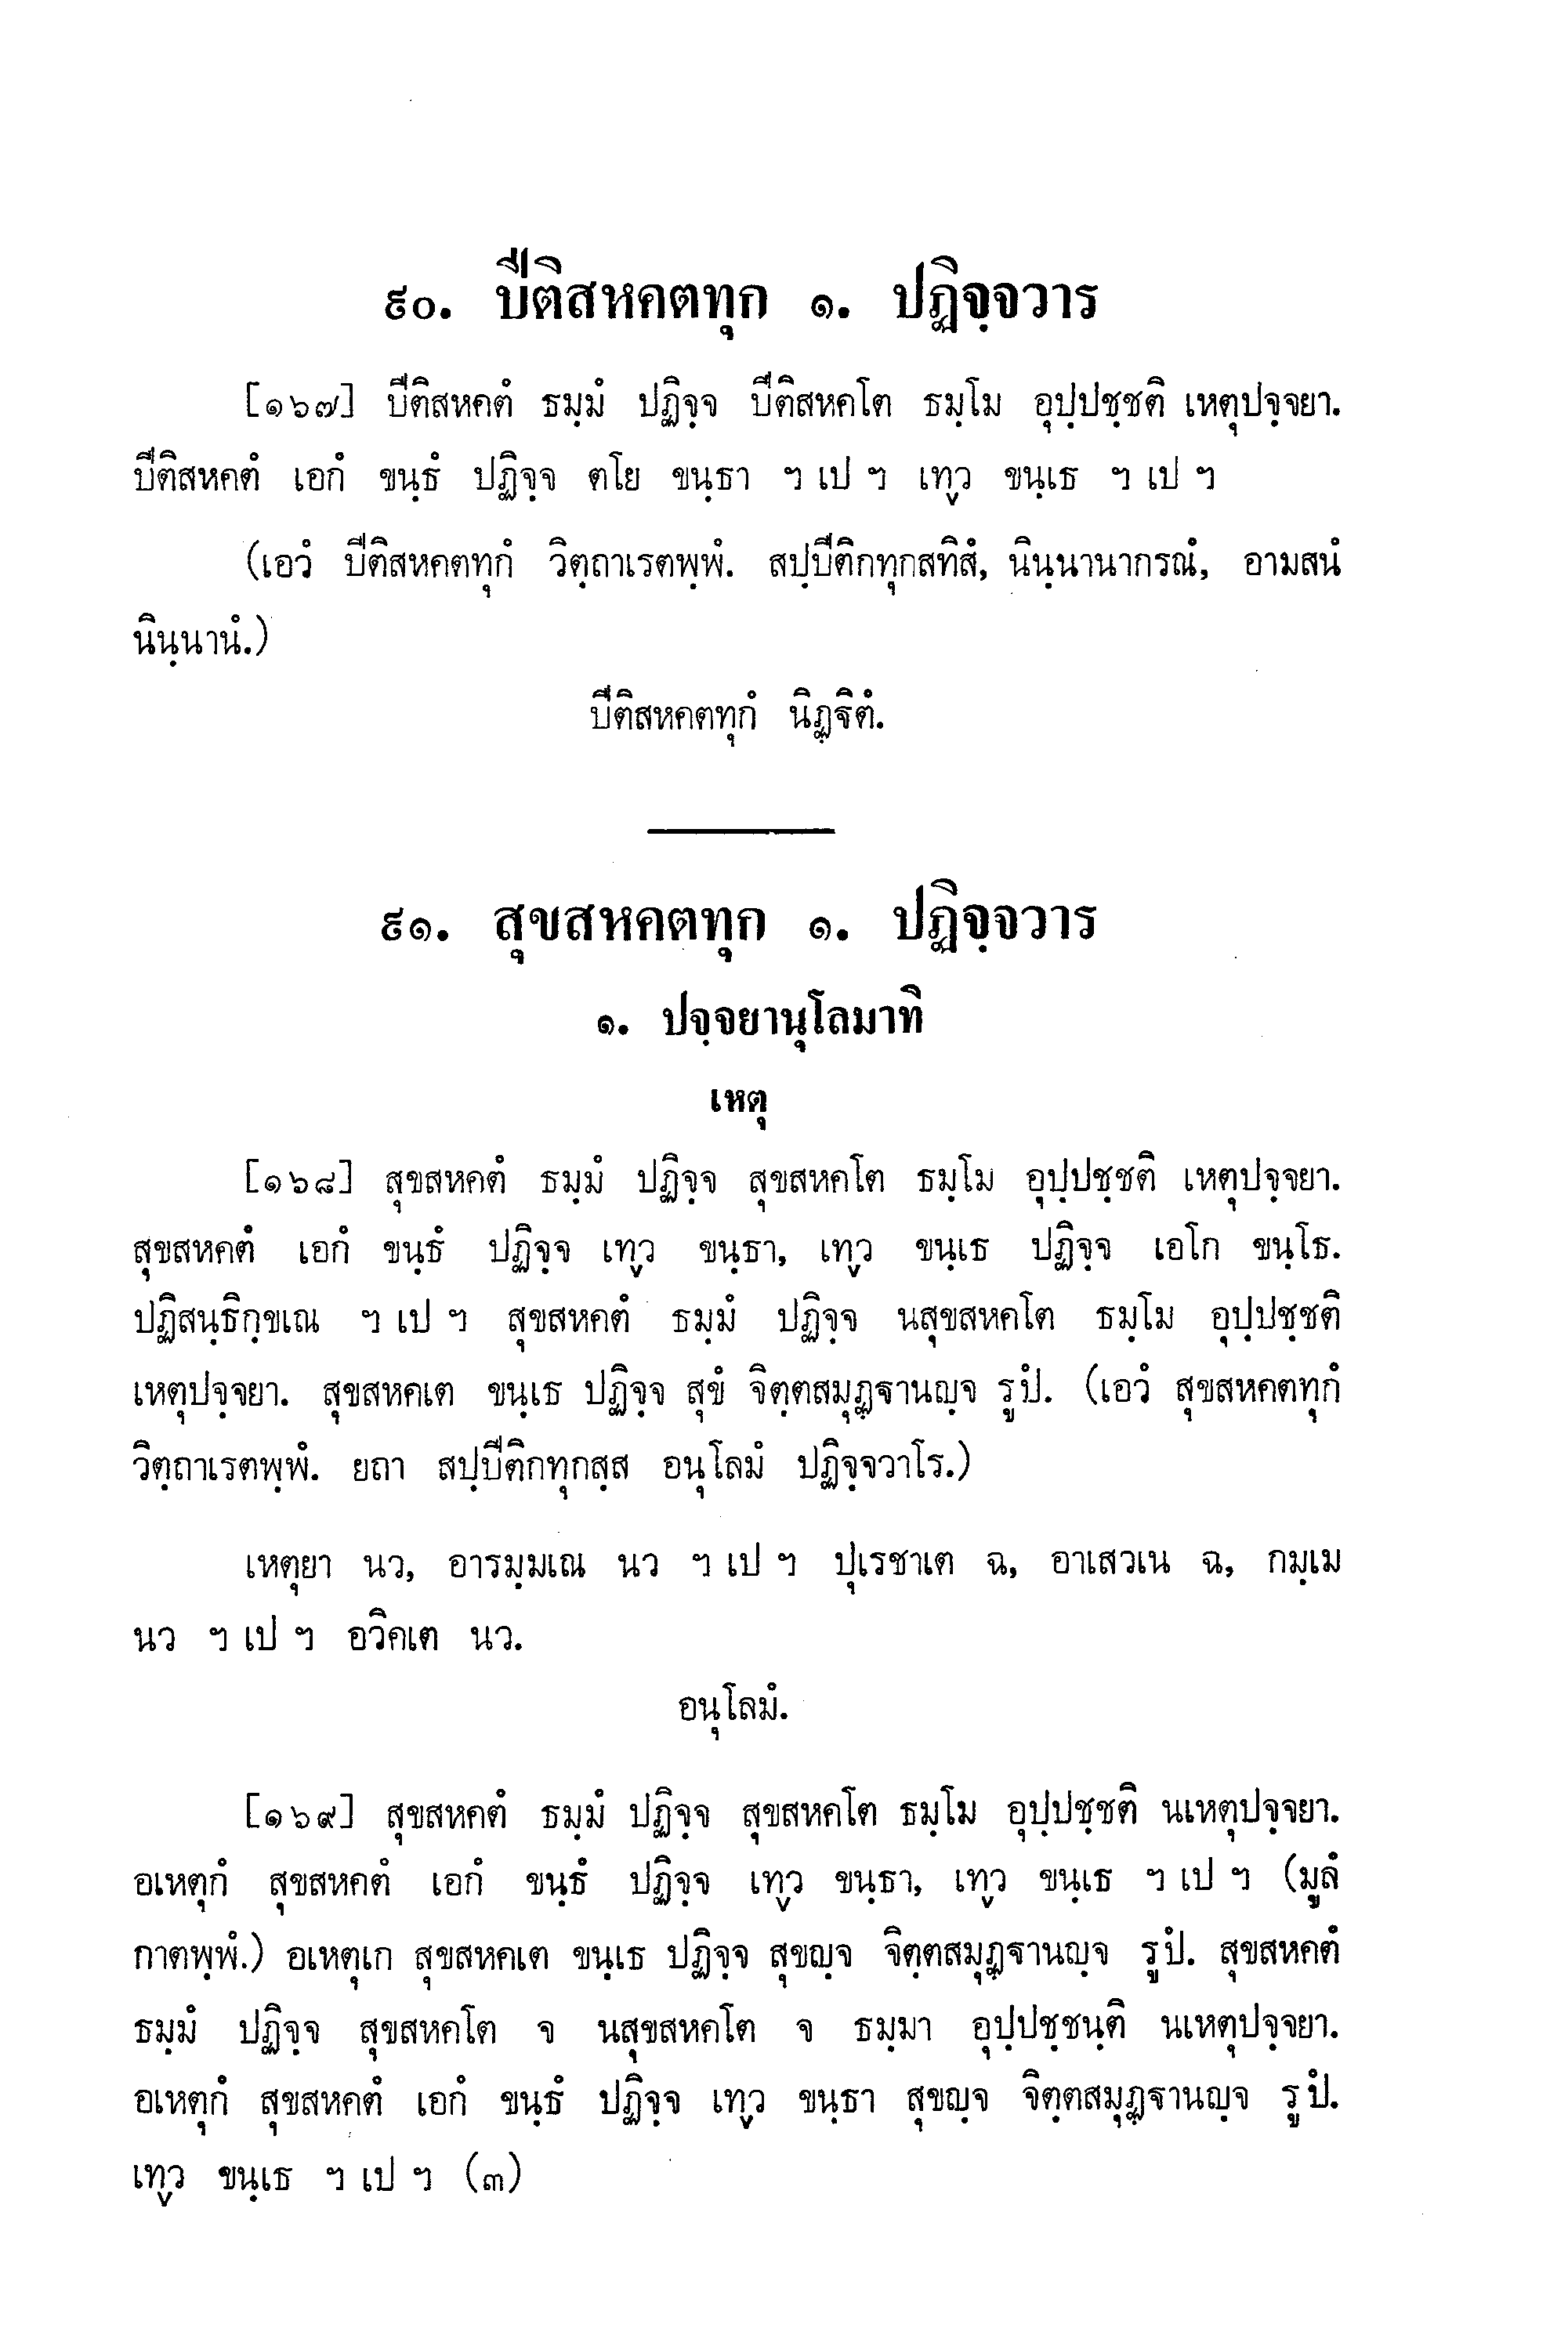 ๙๐. ปีติสหคตทุก ๑. ปฏิจฺจวาร
[๑๖๗] ปีติสหคตํ ธมฺมํ ปฏิจฺจ ปีติสหคโต ธมฺโม อุปฺปชฺชติ เหตุปจฺจยา.
ปีติสหคตํ เอกํ ขนฺธํ ปฏิจฺจ ตโย ขนฺธา ฯ เป ฯ เทฺว ขนฺเธ ฯ เป ฯ
(เอวํ ปีติสหคตทุกํ วิตฺถาเรตพฺพํ. สปฺปีติกทุกสทิสํ, นินฺนานากรณํ, อามสนํ
นินฺนานํ.)
ปีติสหคตทุกํ นิฏฺฐิตํ.
๙๑. สุขสหคตทุก ๑. ปฏิจฺจวาร
๑. ปจฺจยานุโลมาทิ
เหตุ
[๑๖๘] สุขสหคตํ ธมฺมํ ปฏิจฺจ สุขสหคโต ธมฺโม อุปฺปชฺชติ เหตุปจฺจยา.
สุขสหคตํ เอกํ ขนฺธํ ปฏิจฺจ เทฺว ขนฺธา, เทฺว ขนฺเธ ปฏิจฺจ เอโก ขนฺโธ.
ปฏิสนฺธิกฺขเณ ฯ เป ฯ สุขสหคตํ ธมฺมํ ปฏิจฺจ นสุขสหคโต ธมฺโม อุปฺปชฺชติ
เหตุปจฺจยา. สุขสหคเต ขนฺเธ ปฏิจฺจ สุขํ จิตฺตสมุฏฺฐานญฺจ รูปํ. (เอวํ สุขสหคตทุกํ
วิตฺถาเรตพฺพํ. ยถา สปฺปีติกทุกสฺส อนุโลมํ ปฏิจฺจวาโร.)
เหตุยา นว, อารมฺมเณ นว ฯ เป ฯ ปุเรชาเต ฉ, อาเสวเน ฉ, กมฺเม
นว ฯ เป ฯ อวิคเต นว.
อนุโลมํ.
[๑๖๙] สุขสหคตํ ธมฺมํ ปฏิจฺจ สุขสหคโต ธมฺโม อุปฺปชฺชติ นเหตุปจฺจยา.
อเหตุกํ สุขสหคตํ เอกํ ขนฺธํ ปฏิจฺจ เทฺว ขนฺธา, เทฺว ขนฺเธ ฯ เป ฯ (มูลํ
กาตพฺพํ.) อเหตุเก สุขสหคเต ขนฺเธ ปฏิจฺจ สุขญฺจ จิตฺตสมุฏฺฐานญฺจ รูปํ. สุขสหคตํ
ธมฺมํ ปฏิจฺจ สุขสหคโต จ นสุขสหคโต จ ธมฺมา อุปฺปชฺชนฺติ นเหตุปจฺจยา.
อเหตุกํ สุขสหคตํ เอกํ ขนฺธํ ปฏิจฺจ เทฺว ขนฺธา สุขญฺจ จิตฺตสมุฏฺฐานญฺจ รูปํ.
เทฺว ขนฺเธ ฯ เป ฯ (๓)